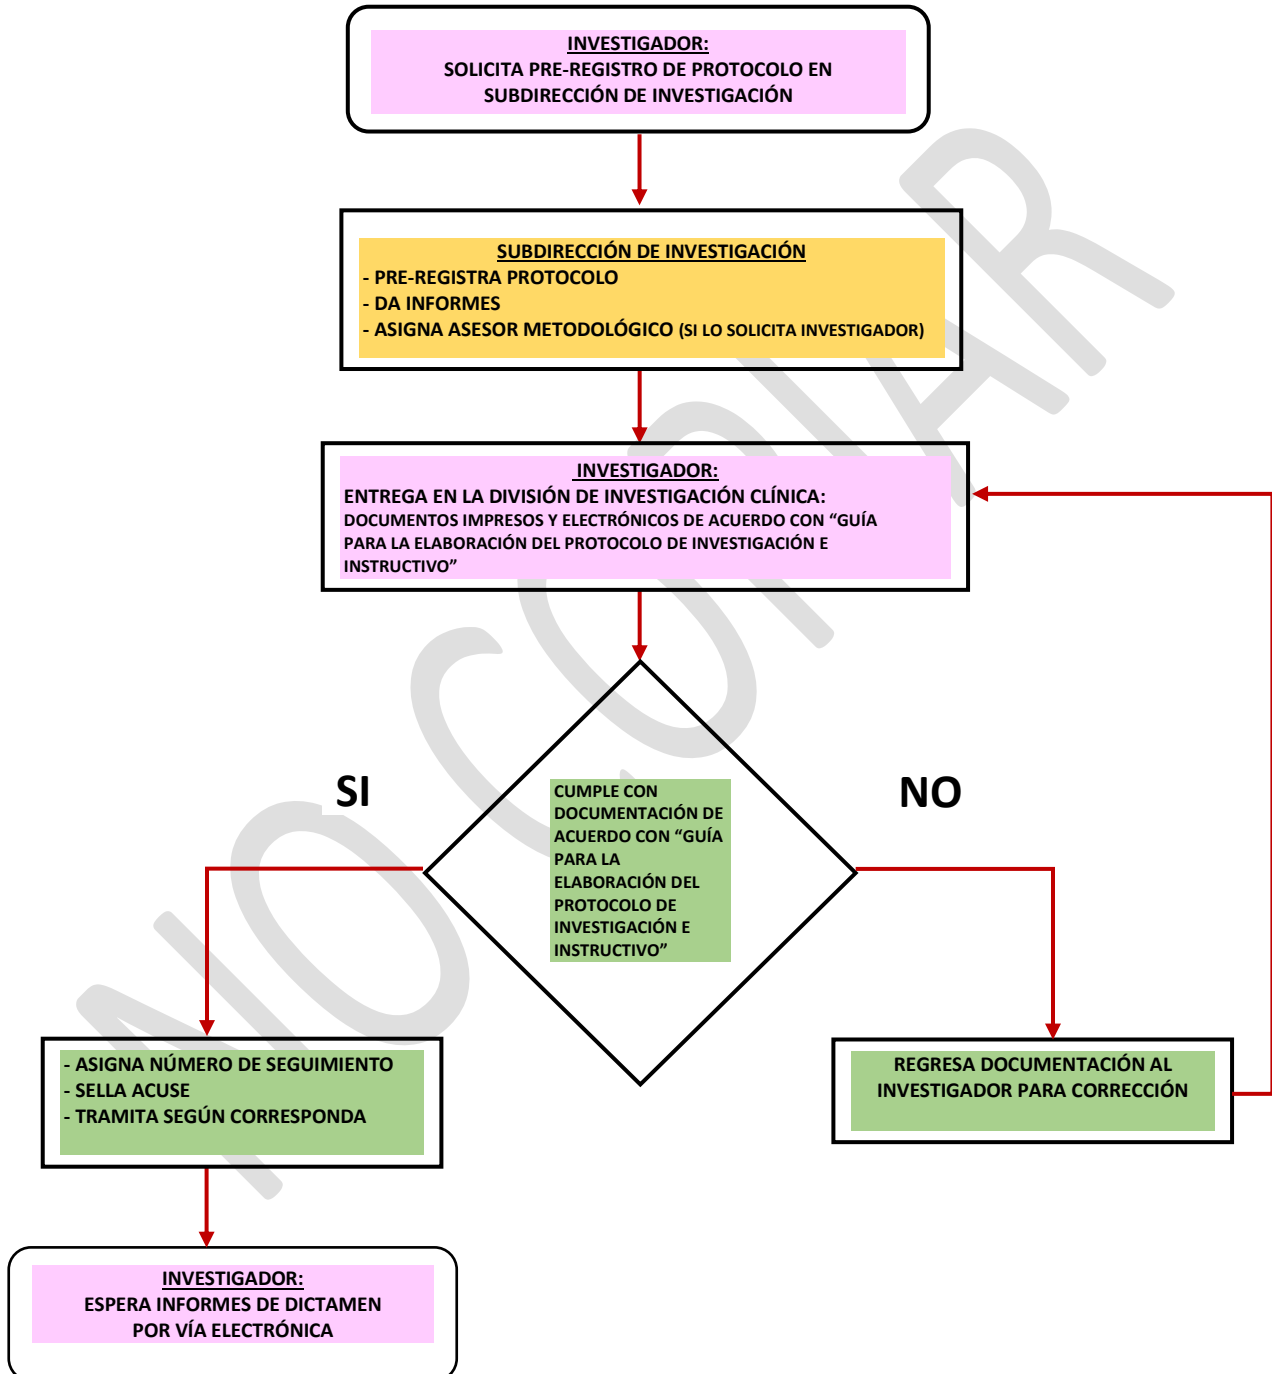 INVESTIGADOR:
SOLICITA PRE-REGISTRO DE PROTOCOLO EN
SUBDIRECCIÓN DE INVESTIGACIÓN
SUBDIRECCIÓN DE INVESTIGACIÓN
- PRE-REGISTRA PROTOCOLO
- DA INFORMES
- ASIGNA ASESOR METODOLÓGICO (SI LO SOLICITA INVESTIGADOR)
INVESTIGADOR:
ENTREGA EN LA DIVISIÓN DE INVESTIGACIÓN CLÍNICA:
DOCUMENTOS IMPRESOS Y ELECTRÓNICOS DE ACUERDO CON “GUÍA
PARA LA ELABORACIÓN DEL PROTOCOLO DE INVESTIGACIÓN E
INSTRUCTIVO”
SI
NO
CUMPLE CON
DOCUMENTACIÓN DE
ACUERDO CON “GUÍA
PARA LA
ELABORACIÓN DEL
PROTOCOLO DE
INVESTIGACIÓN E
INSTRUCTIVO”
- ASIGNA NÚMERO DE SEGUIMIENTO
- SELLA ACUSE
- TRAMITA SEGÚN CORRESPONDA
REGRESA DOCUMENTACIÓN AL
INVESTIGADOR PARA CORRECCIÓN
INVESTIGADOR:
ESPERA INFORMES DE DICTAMEN
POR VÍA ELECTRÓNICA
NO COPIAR